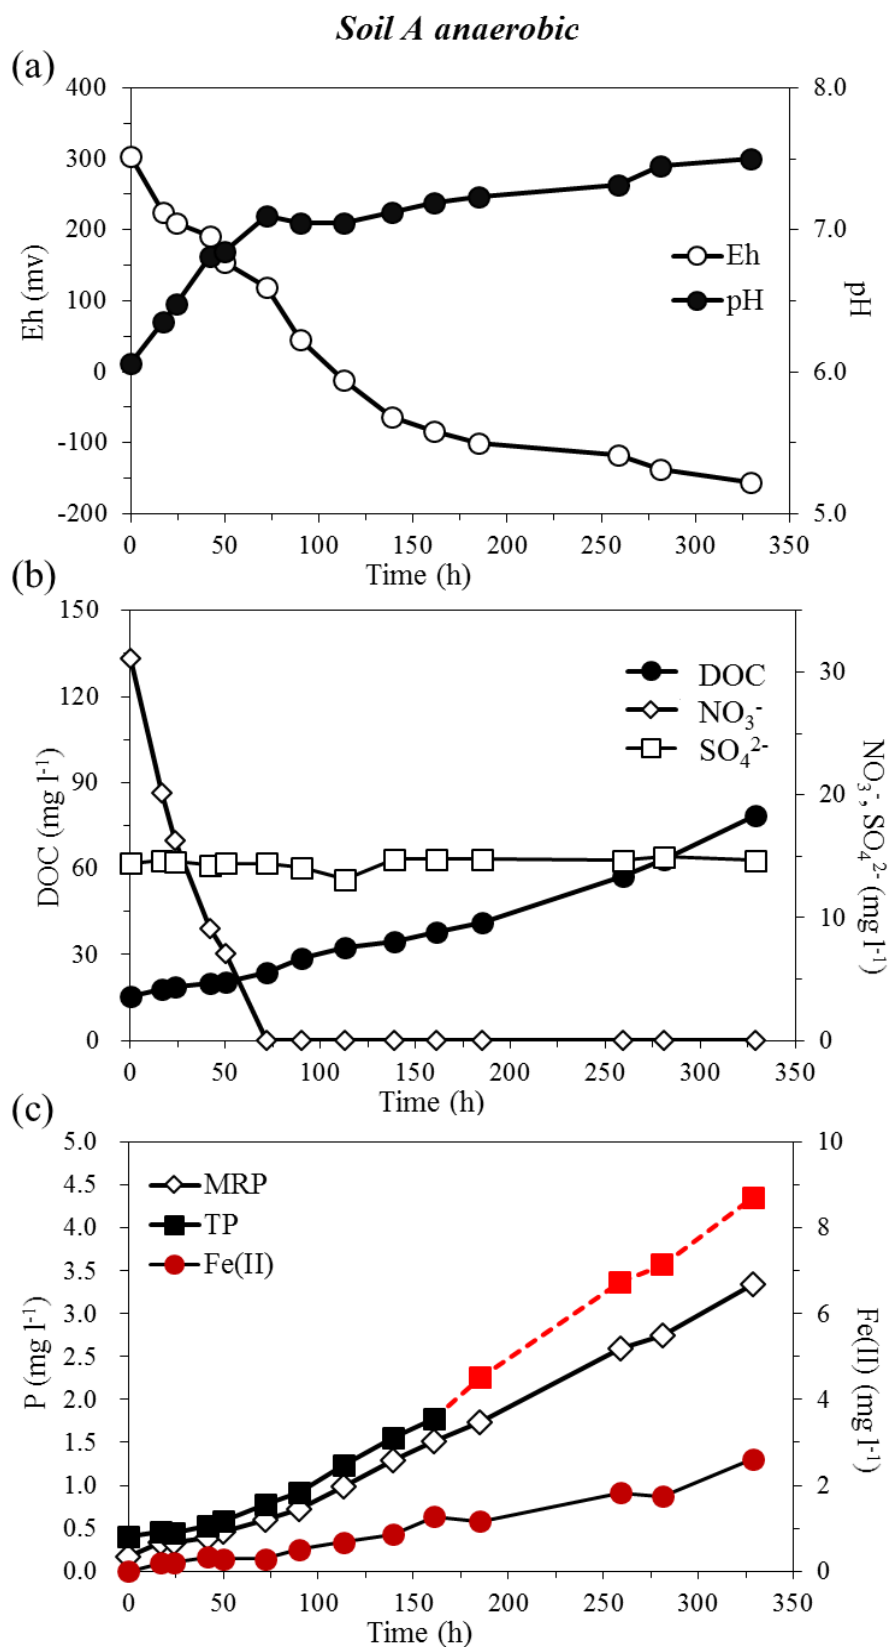 Soil A anaerobic
(a)
400
300
200
100
0
-100
-200
Eh (mv)
8.0
7.0
6.0
5.0
pH
Eh
pH
0 50 100 150 200 250 300 350
Time (h)
(b)
150
120
90
60
30
0
DOC (mg l⁻¹)
30
20
10
0
NO₃⁻, SO₄²⁻ (mg l⁻¹)
DOC
NO₃⁻
SO₄²⁻
0 50 100 150 200 250 300 350
Time (h)
(c)
5.0
4.5
4.0
3.5
3.0
2.5
2.0
1.5
1.0
0.5
0.0
P (mg l⁻¹)
10
8
6
4
2
0
Fe(II) (mg l⁻¹)
MRP
TP
Fe(II)
0 50 100 150 200 250 300 350
Time (h)